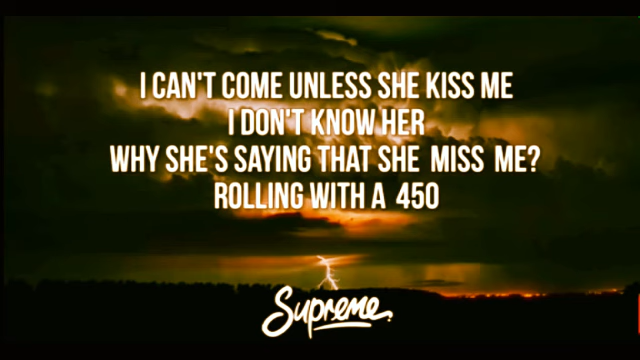 I CAN'T COME UNLESS SHE KISS ME
I DON'T KNOW HER
WHY SHE'S SAYING THAT SHE MISS ME?
ROLLING WITH A 450
Supreme.